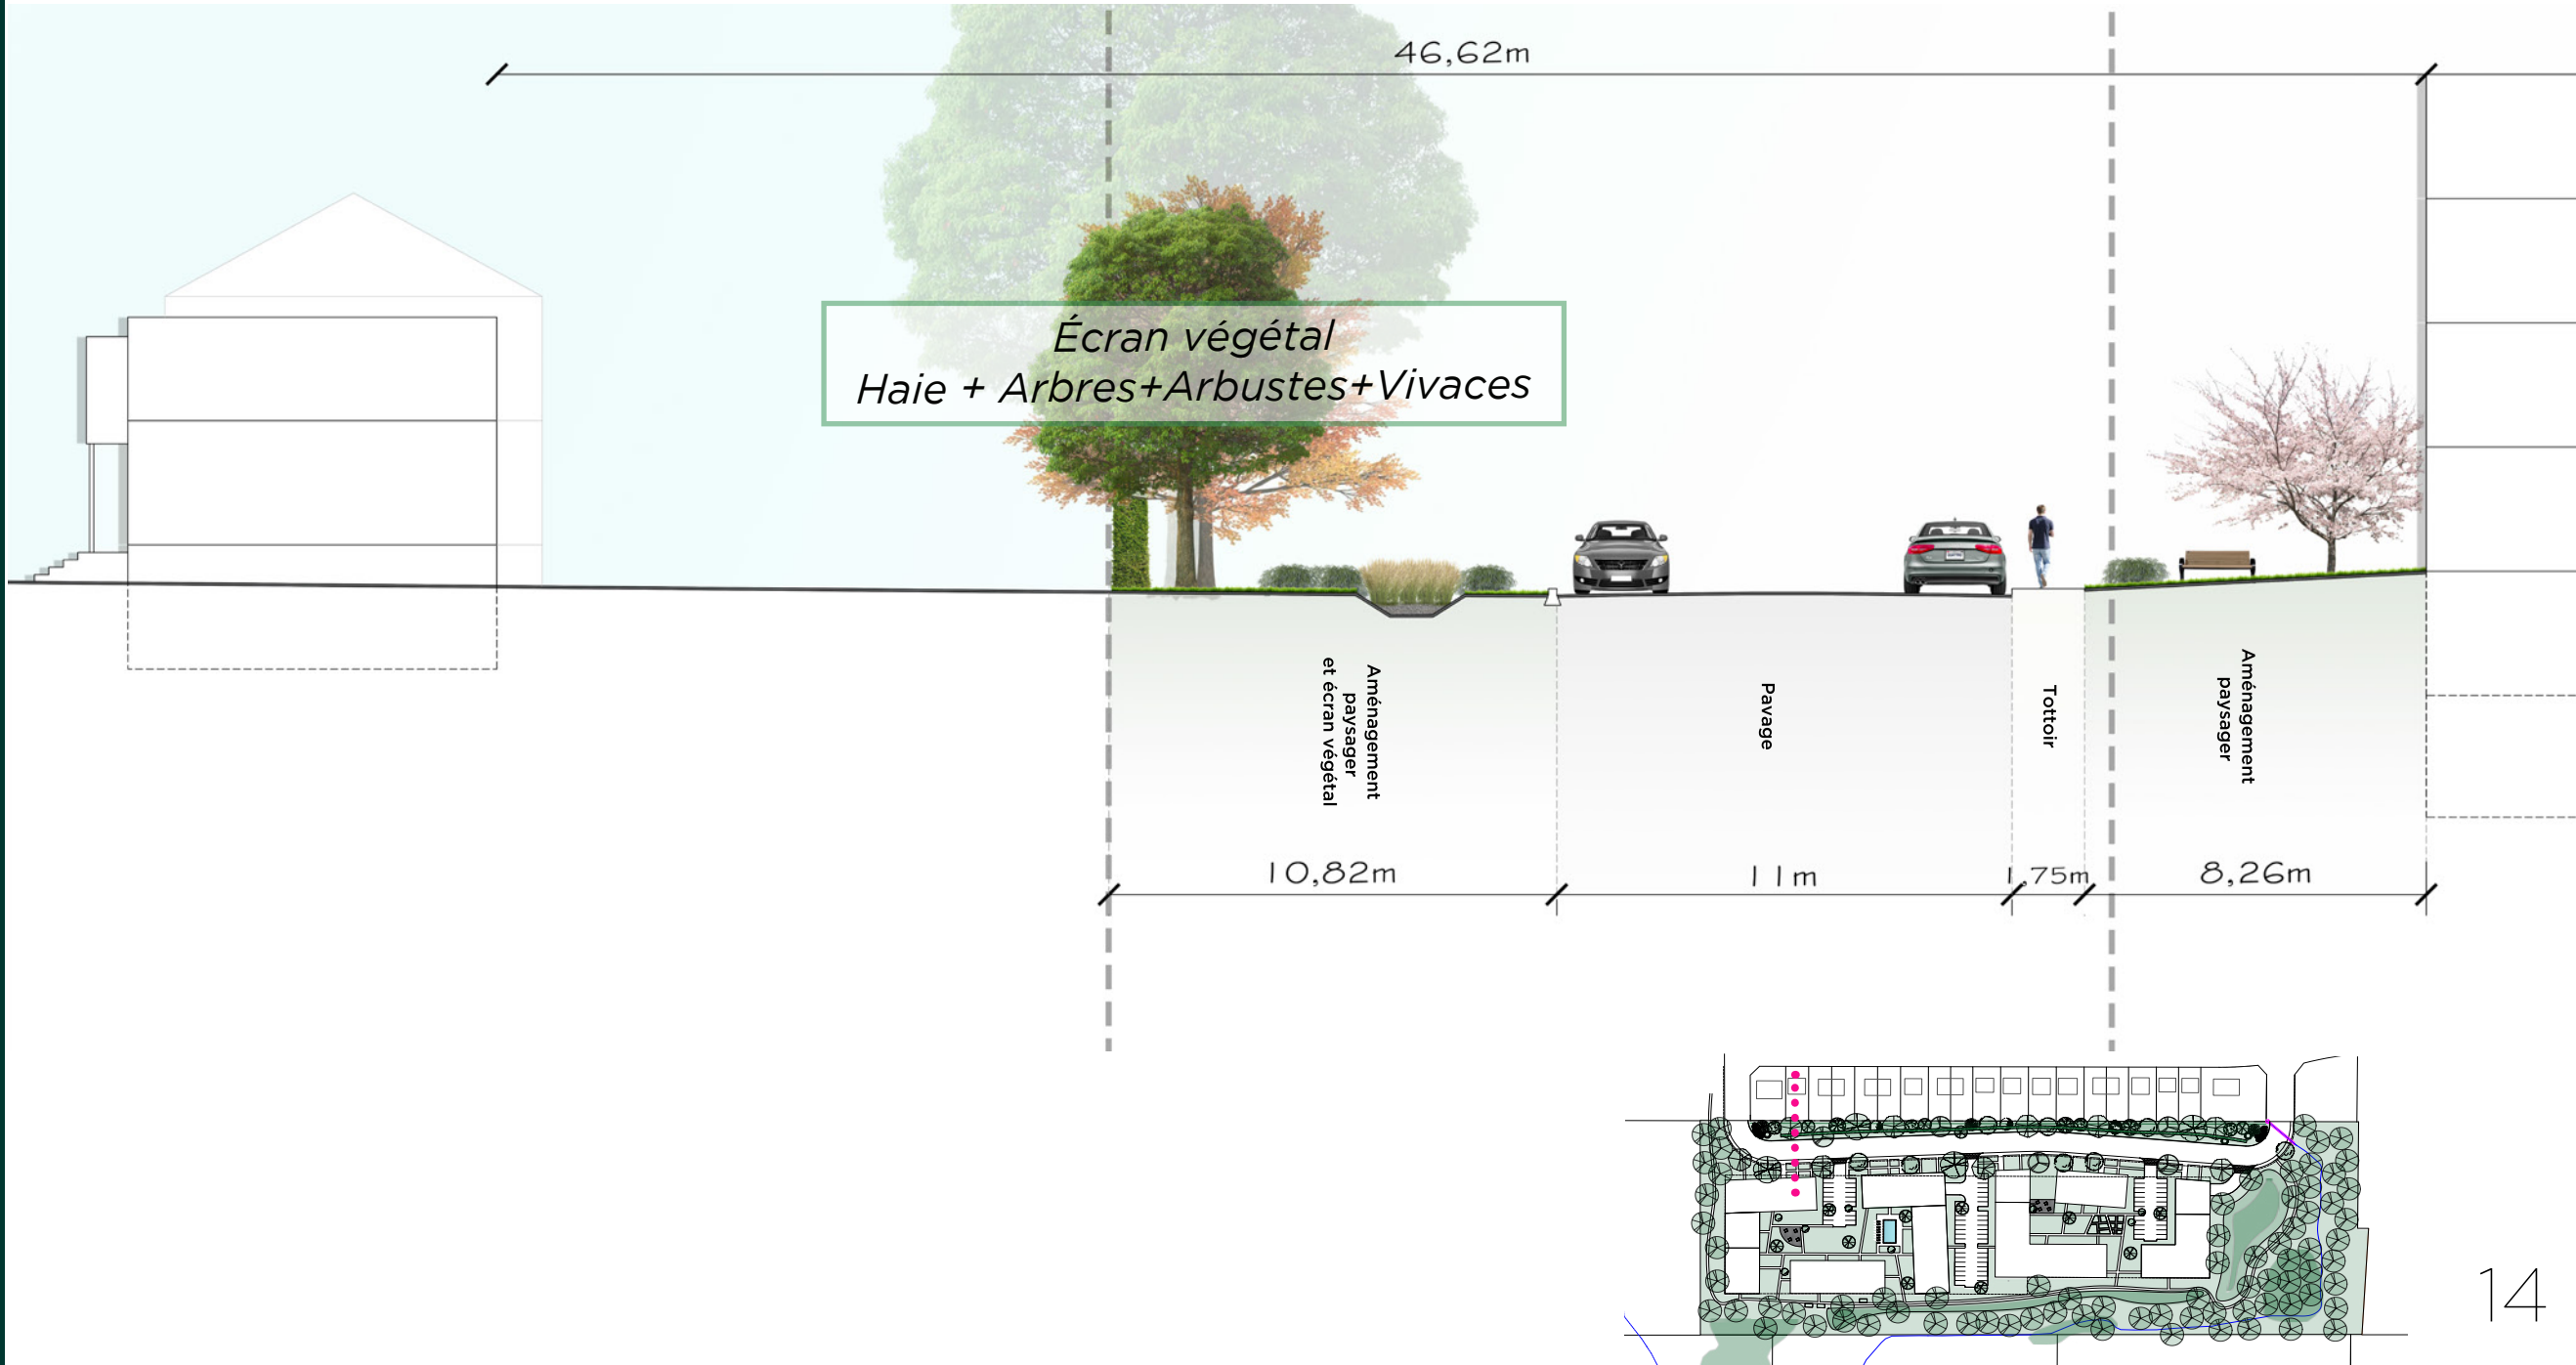 46,62m
Écran végétal
Haie + Arbres+Arbustes+Vivaces
Aménagement
paysager
et écran végétal
Pavage
Tottoir
Aménagement
paysager
10,82m
11m
1,75m
8,26m
14